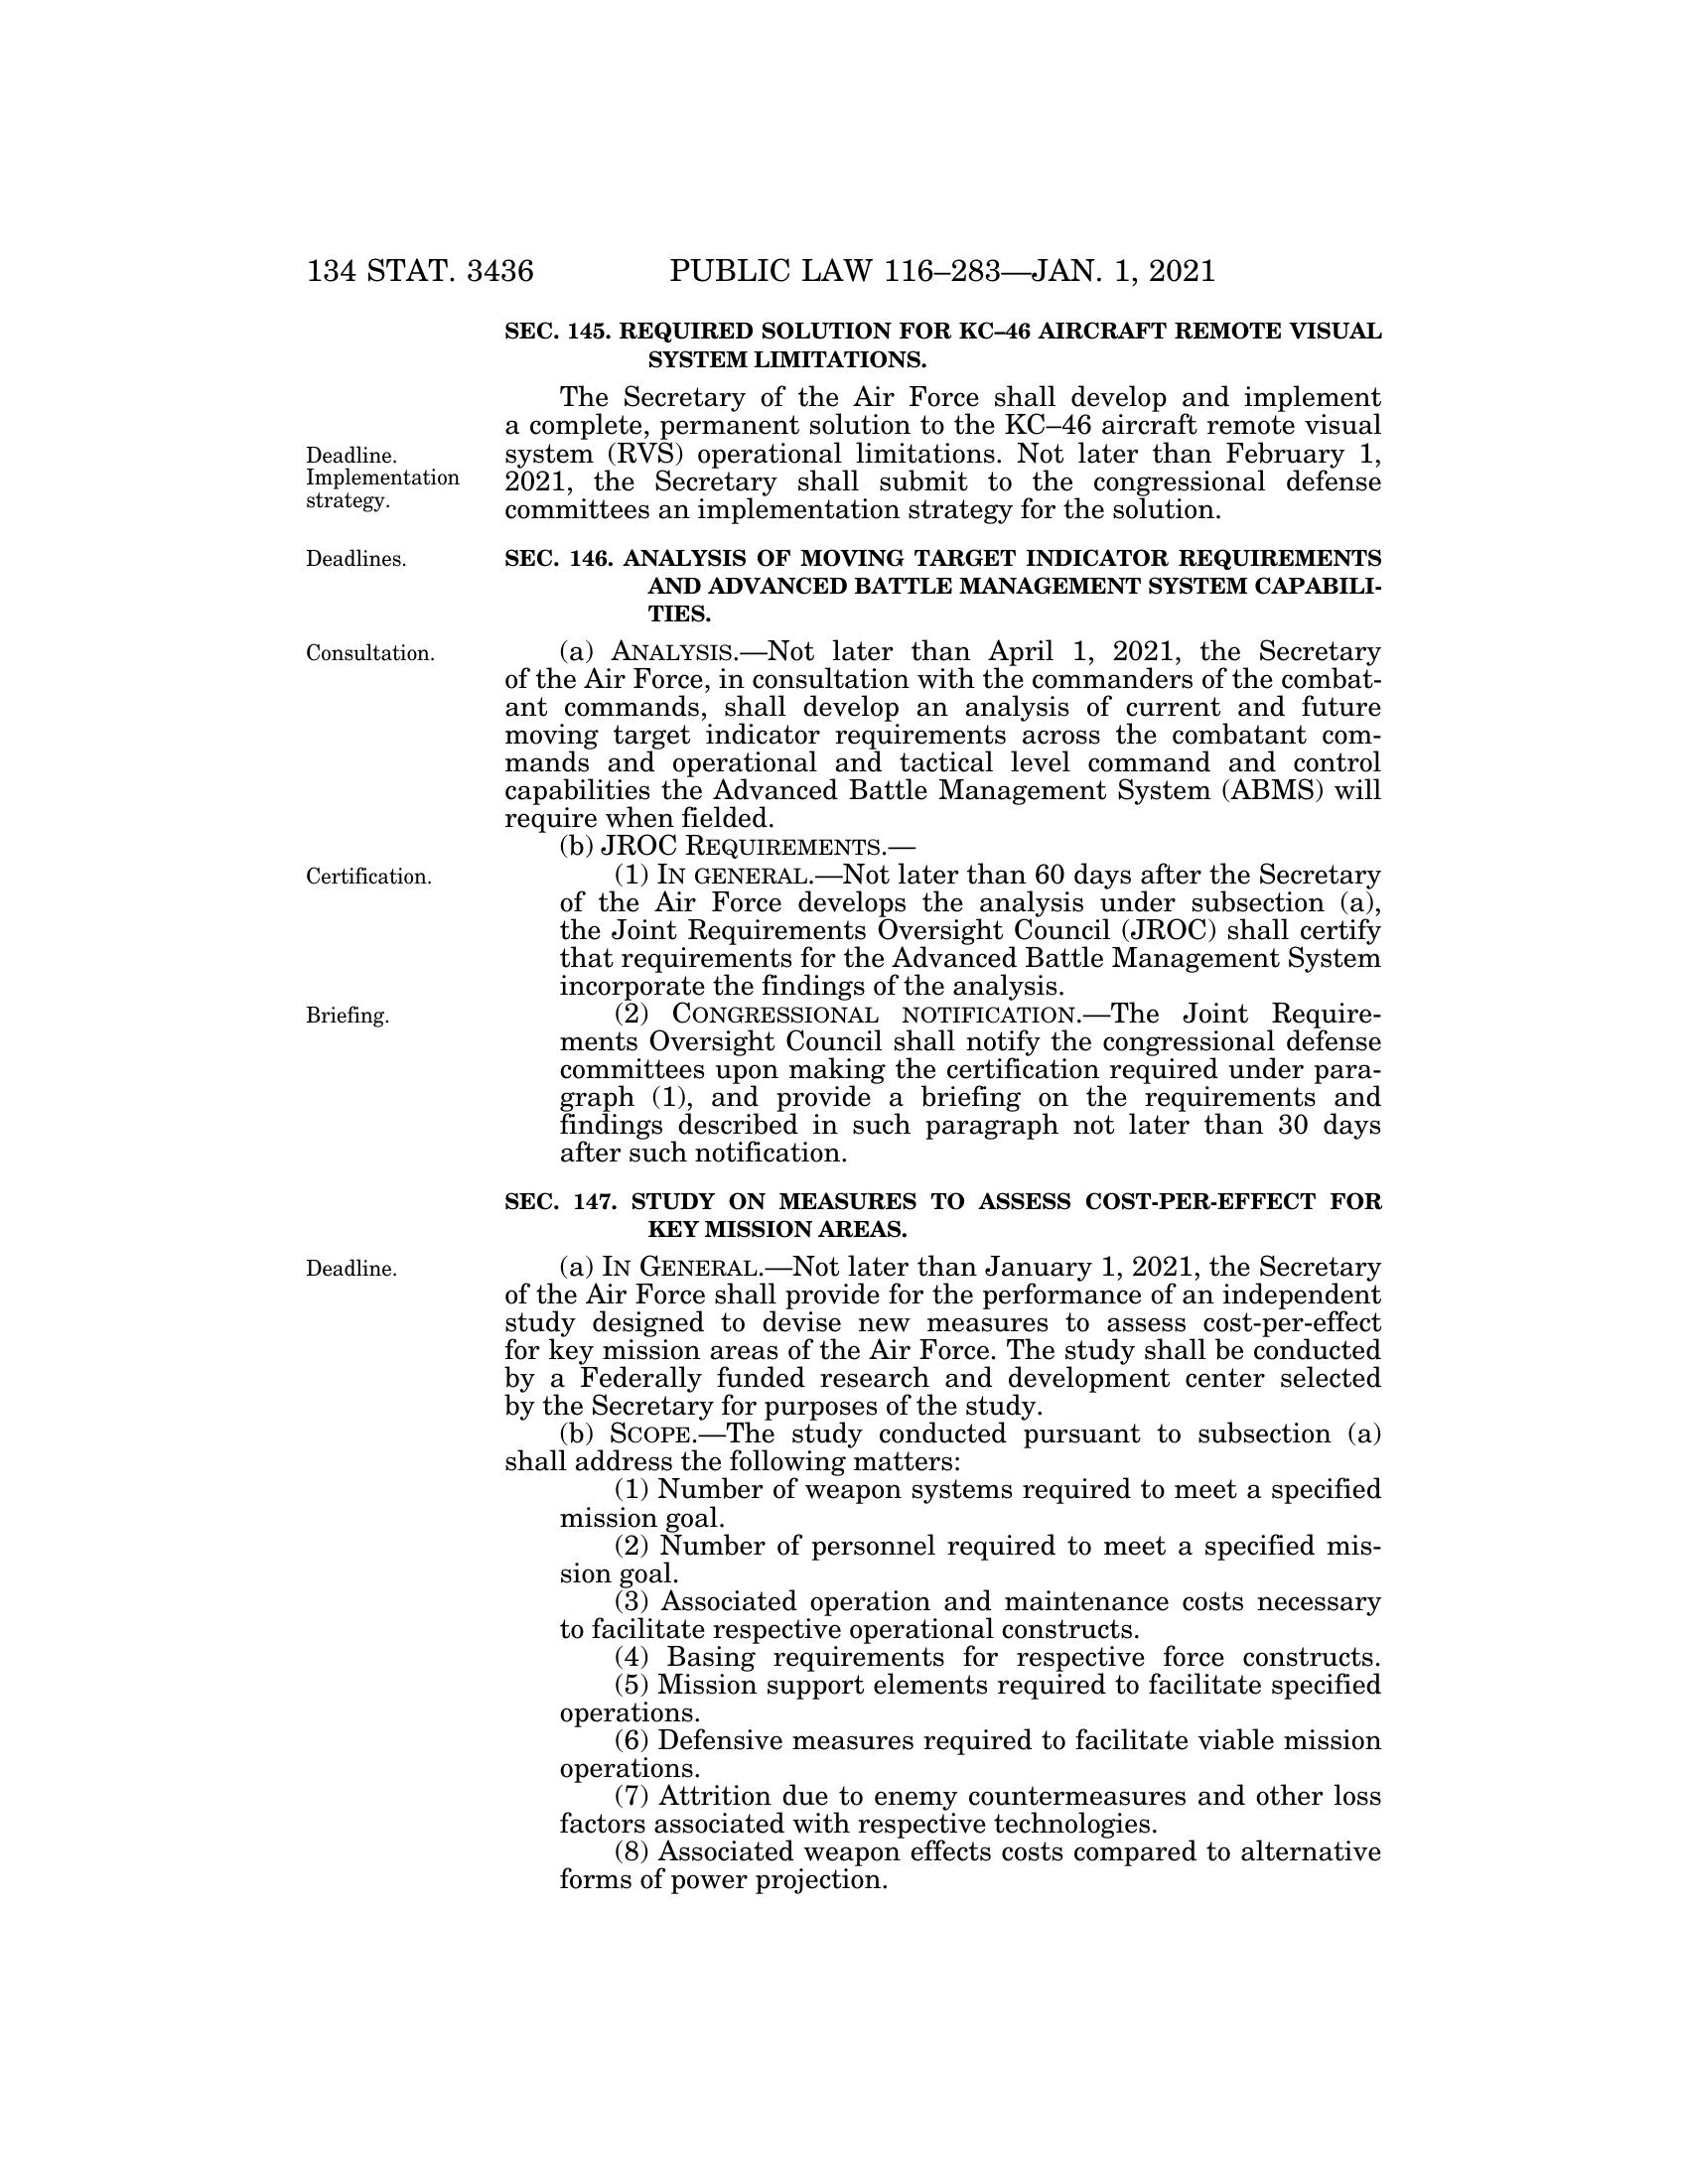 134 STAT. 3436
PUBLIC LAW 116–283—JAN. 1, 2021
SEC. 145. REQUIRED SOLUTION FOR KC–46 AIRCRAFT REMOTE VISUAL
SYSTEM LIMITATIONS.
The Secretary of the Air Force shall develop and implement
a complete, permanent solution to the KC–46 aircraft remote visual
Deadline.
system (RVS) operational limitations. Not later than February 1,
Implementation
2021, the Secretary shall submit to the congressional defense
strategy.
committees an implementation strategy for the solution.
Deadlines.
SEC. 146. ANALYSIS OF MOVING TARGET INDICATOR REQUIREMENTS
AND ADVANCED BATTLE MANAGEMENT SYSTEM CAPABILI-
TIES.
Consultation.
(a) ANALYSIS.—Not later than April 1, 2021, the Secretary
of the Air Force, in consultation with the commanders of the combat-
ant commands, shall develop an analysis of current and future
moving target indicator requirements across the combatant com-
mands and operational and tactical level command and control
capabilities the Advanced Battle Management System (ABMS) will
require when fielded.
(b) JROC REQUIREMENTS.—
Certification.
(1) IN GENERAL.—Not later than 60 days after the Secretary
of the Air Force develops the analysis under subsection (a),
the Joint Requirements Oversight Council (JROC) shall certify
that requirements for the Advanced Battle Management System
incorporate the findings of the analysis.
Briefing.
(2) CONGRESSIONAL NOTIFICATION.—The Joint Require-
ments Oversight Council shall notify the congressional defense
committees upon making the certification required under para-
graph (1), and provide a briefing on the requirements and
findings described in such paragraph not later than 30 days
after such notification.
SEC. 147. STUDY ON MEASURES TO ASSESS COST-PER-EFFECT FOR
KEY MISSION AREAS.
Deadline.
(a) IN GENERAL.—Not later than January 1, 2021, the Secretary
of the Air Force shall provide for the performance of an independent
study designed to devise new measures to assess cost-per-effect
for key mission areas of the Air Force. The study shall be conducted
by a Federally funded research and development center selected
by the Secretary for purposes of the study.
(b) SCOPE.—The study conducted pursuant to subsection (a)
shall address the following matters:
(1) Number of weapon systems required to meet a specified
mission goal.
(2) Number of personnel required to meet a specified mis-
sion goal.
(3) Associated operation and maintenance costs necessary
to facilitate respective operational constructs.
(4) Basing requirements for respective force constructs.
(5) Mission support elements required to facilitate specified
operations.
(6) Defensive measures required to facilitate viable mission
operations.
(7) Attrition due to enemy countermeasures and other loss
factors associated with respective technologies.
(8) Associated weapon effects costs compared to alternative
forms of power projection.